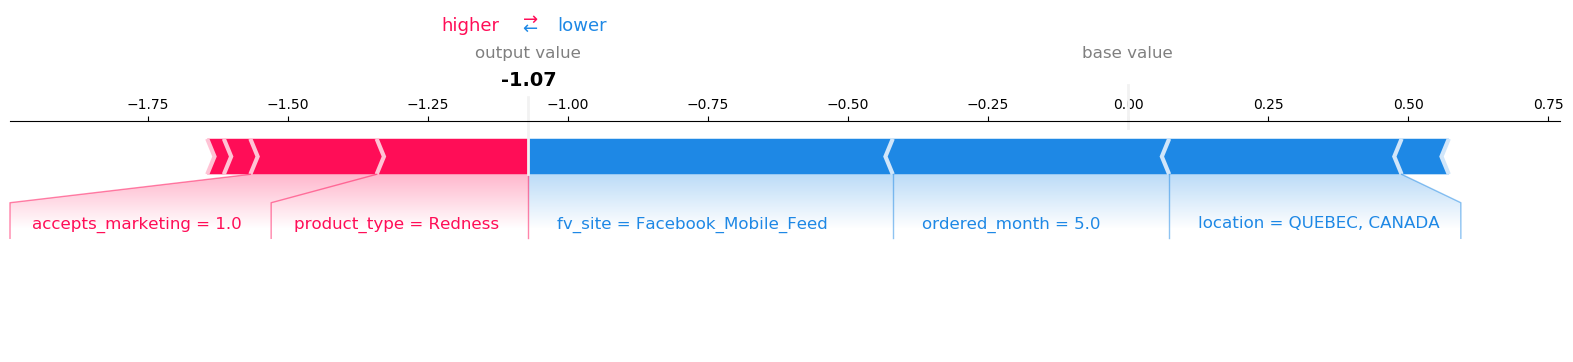 higher ⇄ lower
output value base value
-1.07
−1.75 −1.50 −1.25 −1.00 −0.75 −0.50 −0.25 0.00 0.25 0.50 0.75
accepts_marketing = 1.0 product_type = Redness fv_site = Facebook_Mobile_Feed ordered_month = 5.0 location = QUEBEC, CANADA